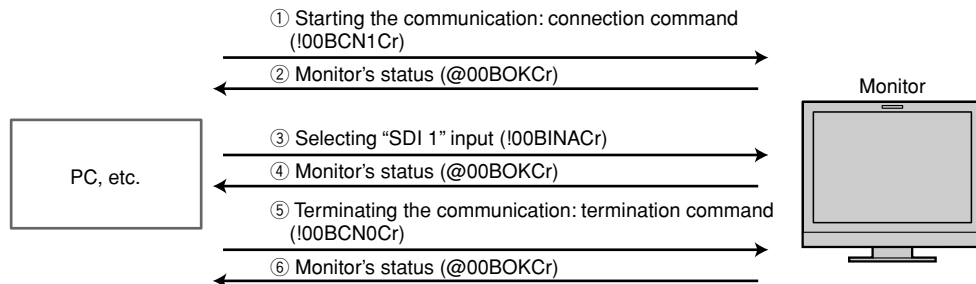 ① Starting the communication: connection command
(!00BCN1Cr)
② Monitor's status (@00BOKCr)
Monitor
③ Selecting “SDI 1” input (!00BINACr)
PC, etc.
④ Monitor's status (@00BOKCr)
⑤ Terminating the communication: termination command
(!00BCN0Cr)
⑥ Monitor's status (@00BOKCr)